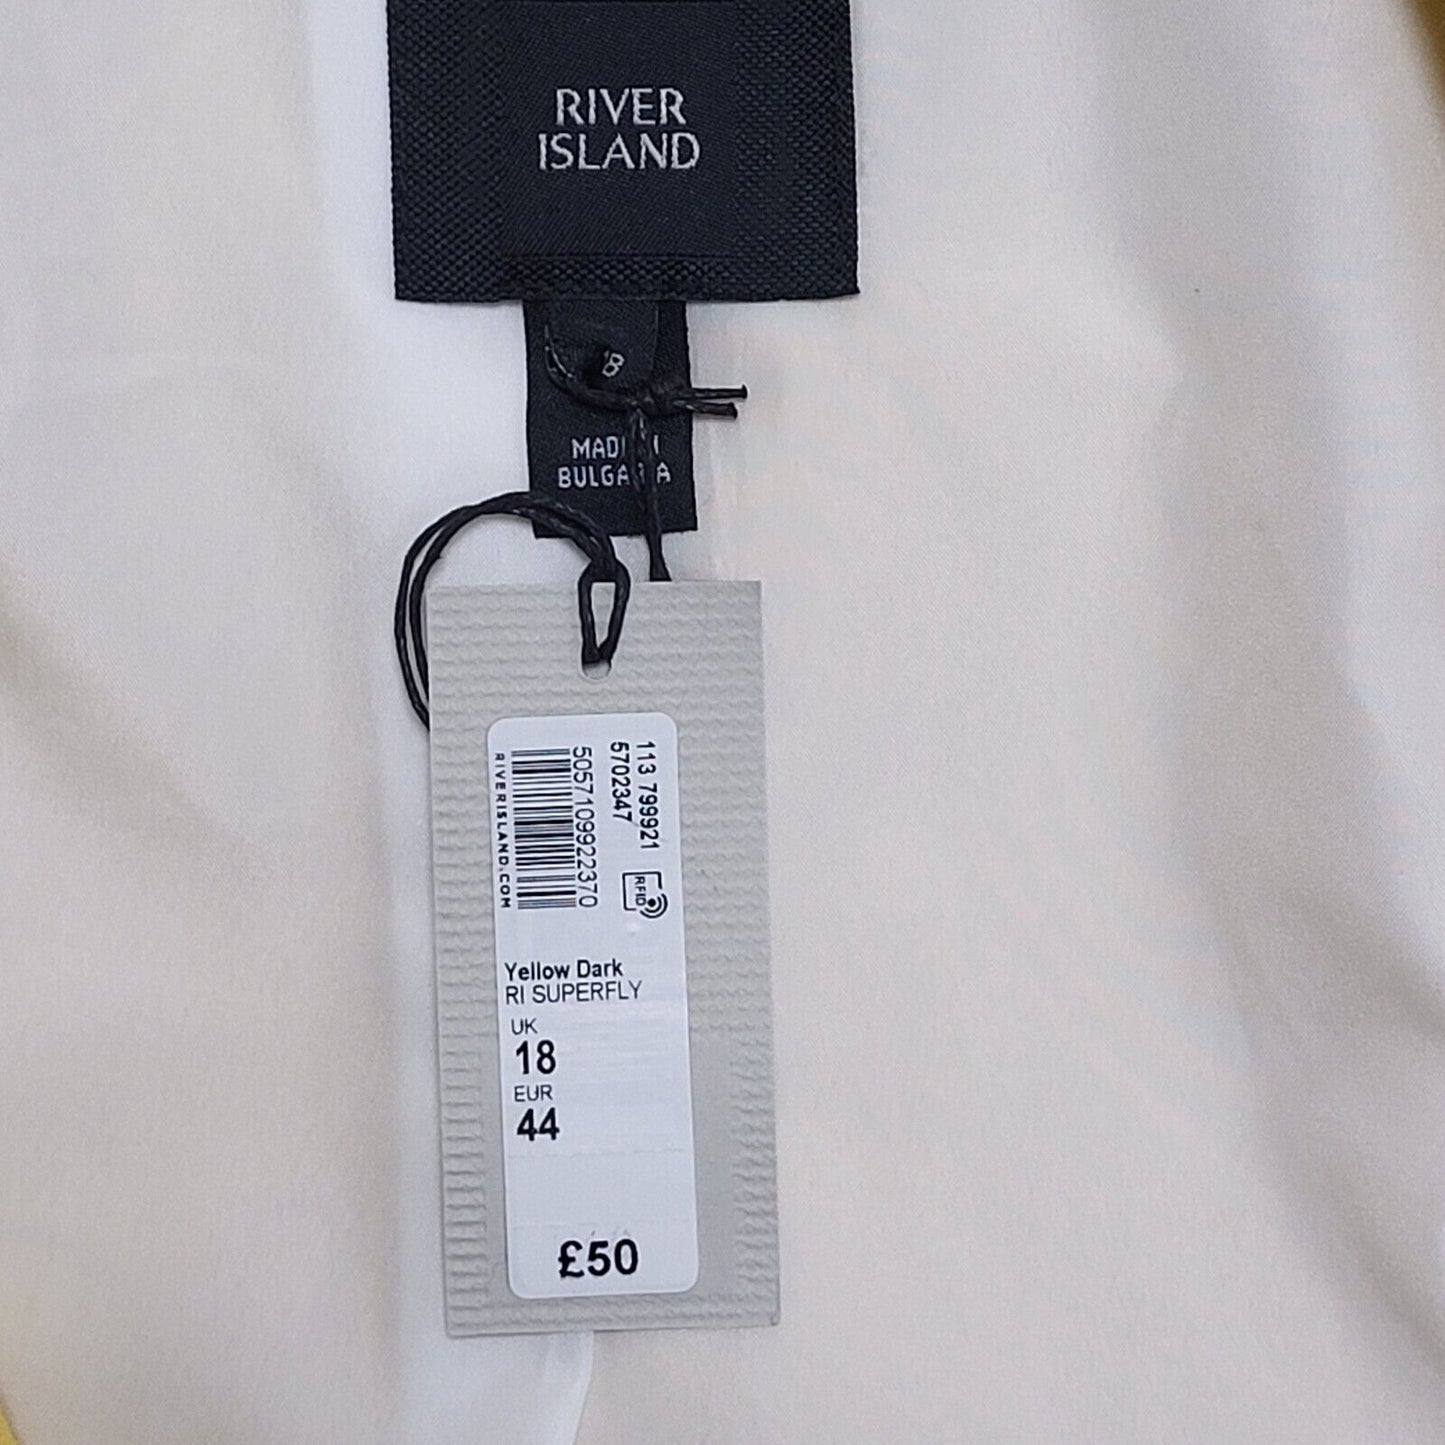 RIVER
ISLAND
MADE IN
BULGARIA
113 799921
5702347
5057109922370
RIVERISLAND.COM
RFID
Yellow Dark
RI SUPERFLY
UK
18
EUR
44
£50